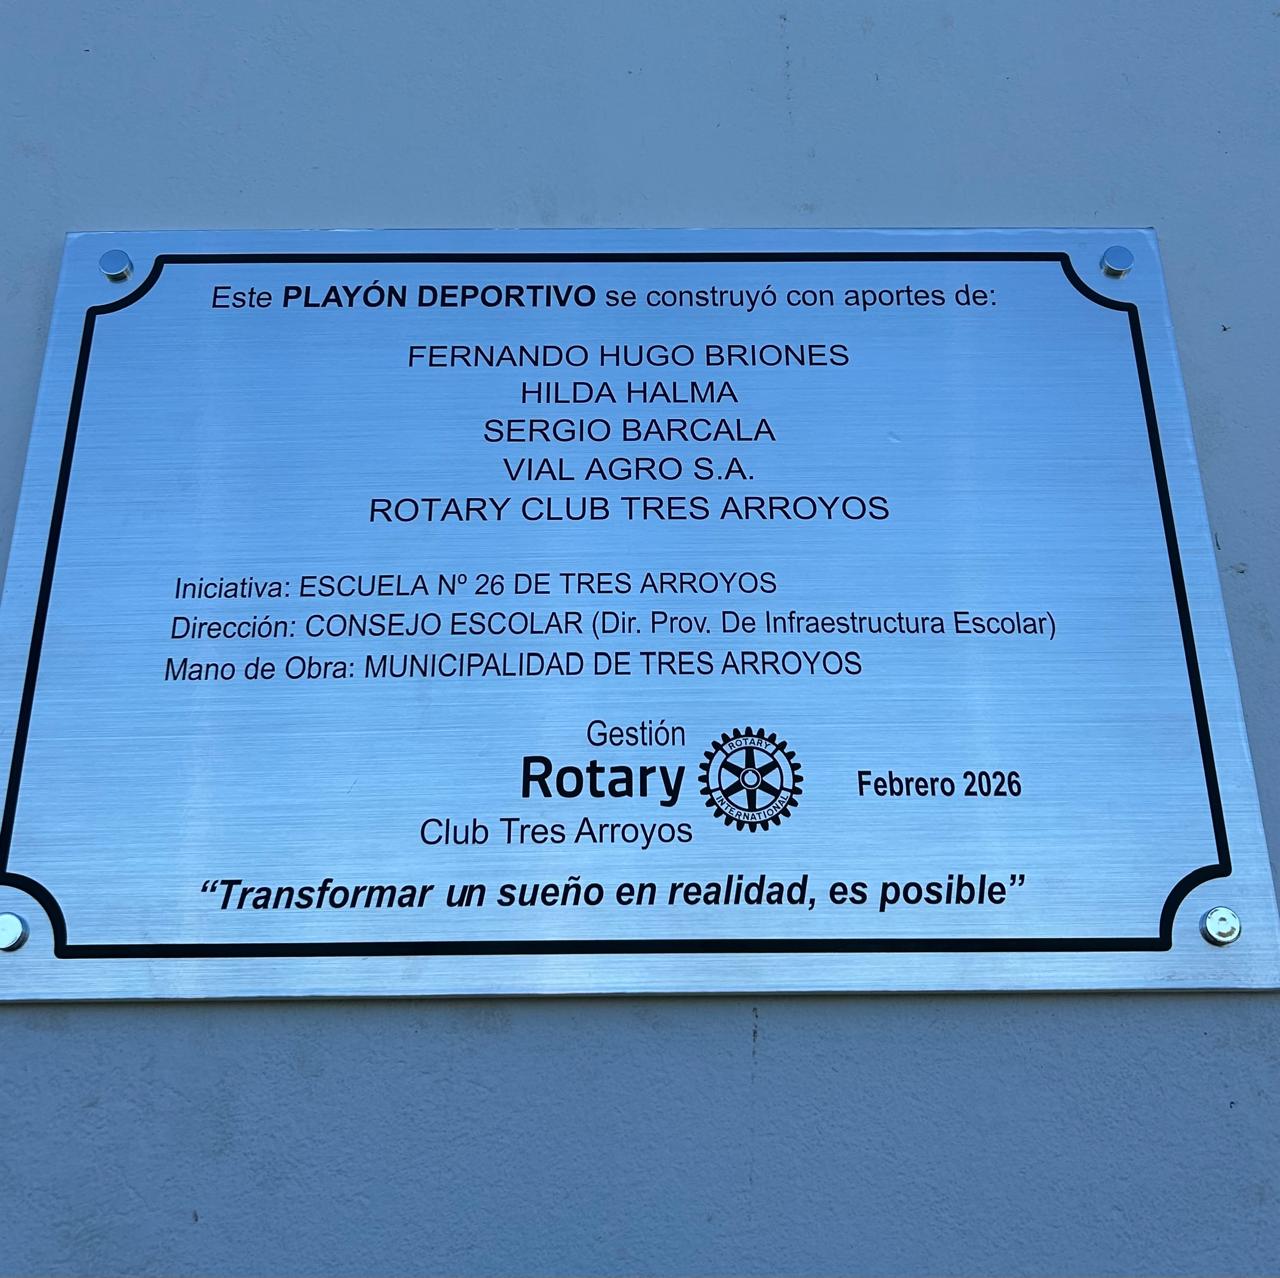 Este PLAYÓN DEPORTIVO se construyó con aportes de:
FERNANDO HUGO BRIONES
HILDA HALMA
SERGIO BARCALA
VIAL AGRO S.A.
ROTARY CLUB TRES ARROYOS
Iniciativa: ESCUELA Nº 26 DE TRES ARROYOS
Dirección: CONSEJO ESCOLAR (Dir. Prov. De Infraestructura Escolar)
Mano de Obra: MUNICIPALIDAD DE TRES ARROYOS
Gestión
Rotary
ROTARY
INTERNATIONAL
Febrero 2026
Club Tres Arroyos
“Transformar un sueño en realidad, es posible”